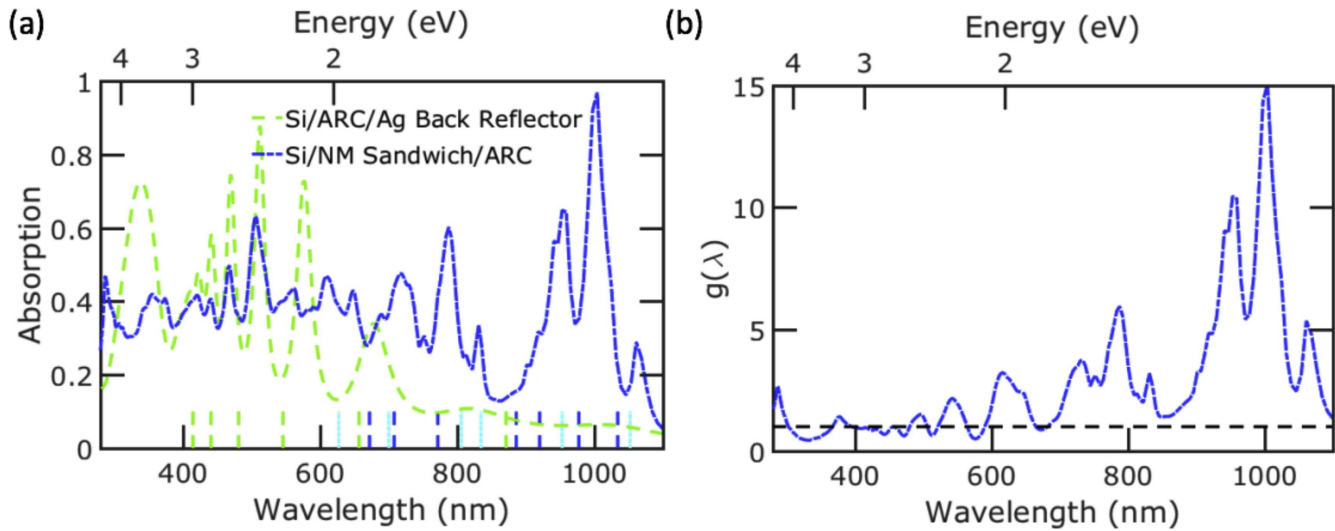 (a)
Energy (eV)
4 3 2
1
0.8
0.6
0.4
0.2
0
Absorption
Si/ARC/Ag Back Reflector
Si/NM Sandwich/ARC
400 600 800 1000
Wavelength (nm)
(b)
Energy (eV)
4 3 2
15
10
5
1
0
g(λ)
400 600 800 1000
Wavelength (nm)